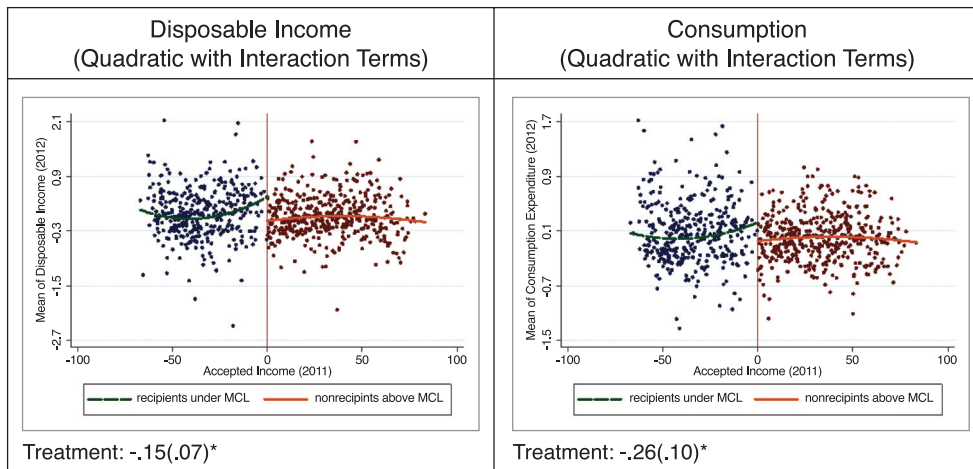 Disposable Income
(Quadratic with Interaction Terms)
Mean of Disposable Income (2012)
2.1
0.9
-0.3
-1.5
-2.7
-100
-50
0
50
100
Accepted Income (2011)
recipients under MCL
nonrecipints above MCL
Treatment: -.15(.07)*
Consumption
(Quadratic with Interaction Terms)
Mean of Consumption Expenditure (2012)
1.7
0.9
0.1
-0.7
-1.5
-100
-50
0
50
100
Accepted Income (2011)
recipients under MCL
nonrecipints above MCL
Treatment: -.26(.10)*